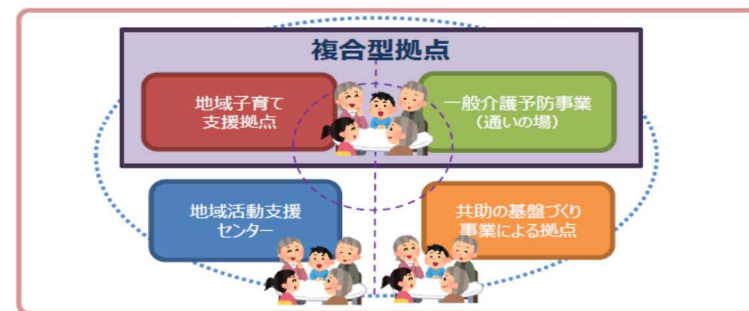 複合型拠点
地域子育て
支援拠点
一般介護予防事業
（通いの場）
地域活動支援
センター
共助の基盤づくり
事業による拠点